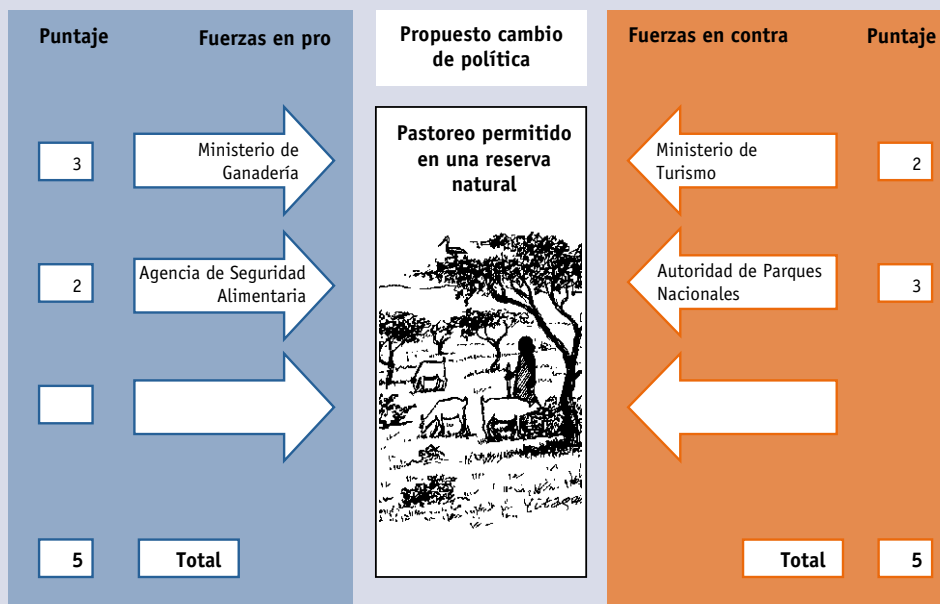 Puntaje
Fuerzas en pro
3
Ministerio de
Ganadería
2
Agencia de Seguridad
Alimentaria
5
Total
Propuesto cambio
de política
Pastoreo permitido
en una reserva
natural
Fuerzas en contra
Puntaje
Ministerio de
Turismo
2
Autoridad de Parques
Nacionales
3
Total
5